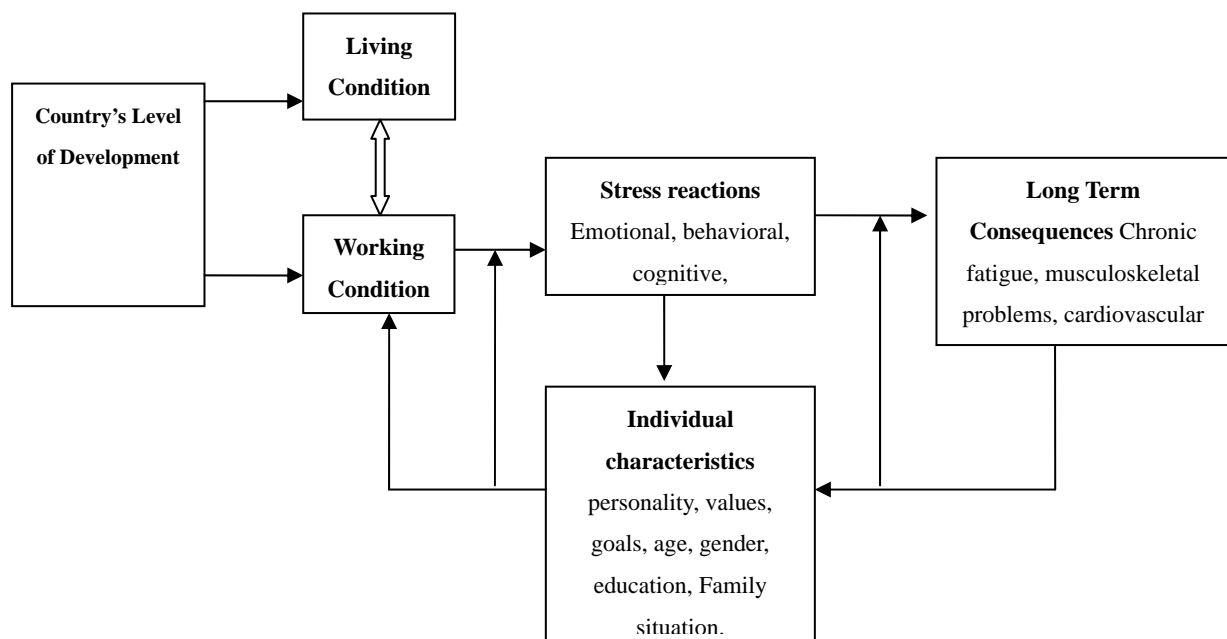 Living
Condition
Country’s Level
of Development
Working
Condition
Stress reactions
Emotional, behavioral,
cognitive,
Long Term
Consequences Chronic
fatigue, musculoskeletal
problems, cardiovascular
Individual
characteristics
personality, values,
goals, age, gender,
education, Family
situation.